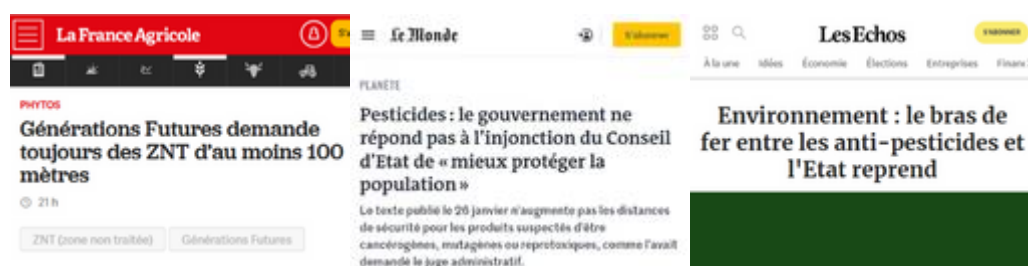 La France Agricole
PHYTOS
Générations Futures demande
toujours des ZNT d'au moins 100
mètres
21 h
ZNT (zone non traitée) Générations Futures
Le Monde
S'abonner
PLANÈTE
Pesticides : le gouvernement ne
répond pas à l'injonction du Conseil
d'Etat de « mieux protéger la
population »
Le texte publié le 26 janvier n'augmente pas les distances
de sécurité pour les produits suspectés d'être
cancérogènes, mutagènes ou reprotoxiques, comme l'avait
demandé le juge administratif.
Les Echos
S'ABONNER
À la une Idées Économie Élections Entreprises Financ
Environnement : le bras de
fer entre les anti-pesticides et
l'Etat reprend